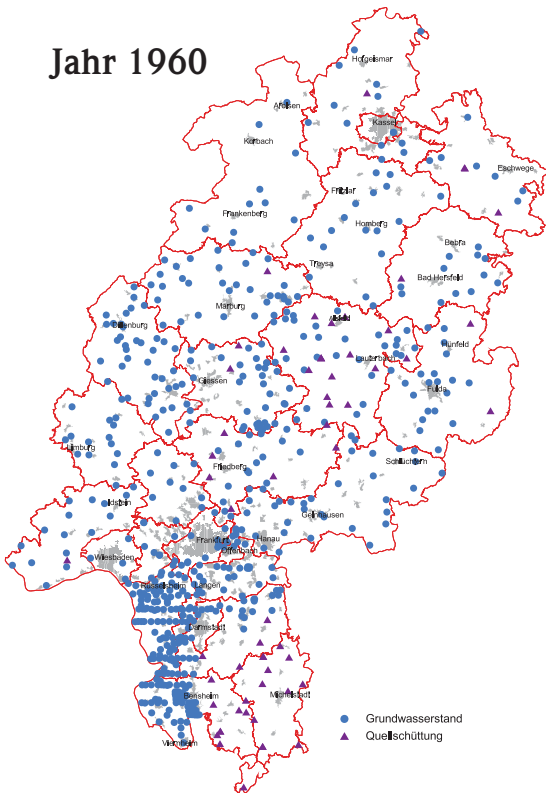 Jahr 1960
Hofgeismar
Arolsen
Kassel
Korbach
Eschwege
Fritzlar
Frankenberg
Homberg
Bebra
Treysa
Bad Hersfeld
Marburg
Dillenburg
Alsfeld
Hünfeld
Lauterbach
Giessen
Fulda
Limburg
Friedberg
Schlüchtern
Idstein
Gelnhausen
Frankfurt
Hanau
Offenbach
Wiesbaden
Rüsselsheim
Langen
Darmstadt
Bensheim
Michelstadt
Viernheim
Grundwasserstand
Quellschüttung